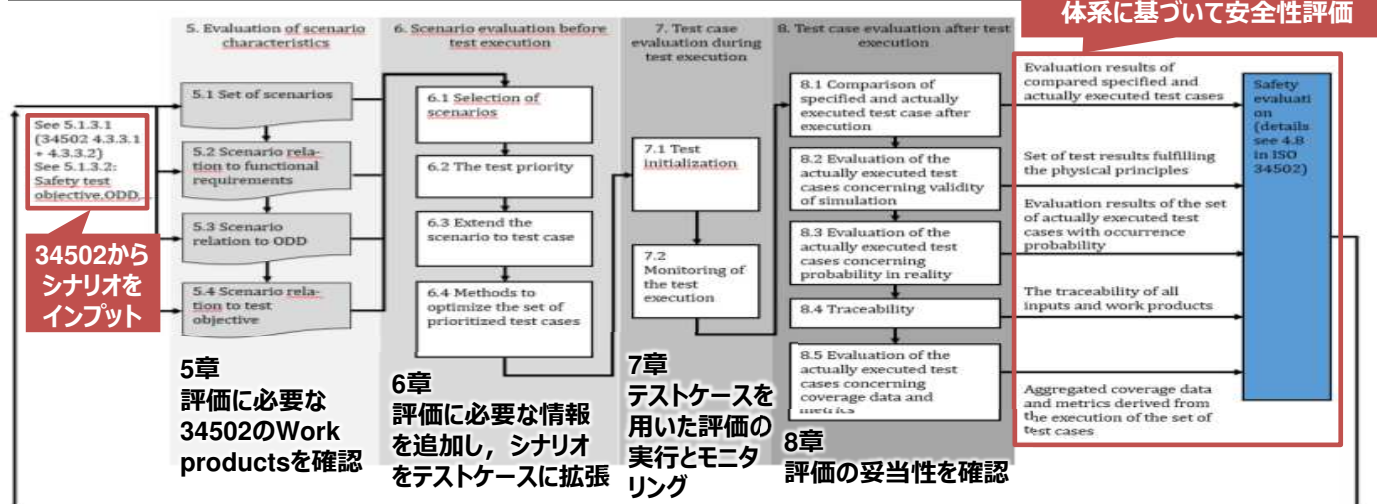 体系に基づいて安全性評価
5. Evaluation of scenario
characteristics
6. Scenario evaluation before
test execution
7. Test case
evaluation during
test execution
8. Test case evaluation after test
execution
See 5.1.3.1
(34502 4.3.3.1
+ 4.3.3.2)
See 5.1.3.2:
Safety test
objective,ODD,...
34502から
シナリオを
インプット
5.1 Set of scenarios
5.2 Scenario rela-
tion to functional
requirements
5.3 Scenario
relation to ODD
5.4 Scenario rela-
tion to test
objective
5章
評価に必要な
34502のWork
productsを確認
6.1 Selection of
scenarios
6.2 The test priority
6.3 Extend the
scenario to test case
6.4 Methods to
optimize the set of
prioritized test cases
6章
評価に必要な情報
を追加し，シナリオ
をテストケースに拡張
7.1 Test
initialization
7.2
Monitoring of
the test
execution
7章
テストケースを
用いた評価の
実行とモニタ
リング
8.1 Comparison of
specified and actually
executed test case after
execution
8.2 Evaluation of the
actually executed test
cases concerning validity
of simulation
8.3 Evaluation of the
actually executed test
cases concerning
probability in reality
8.4 Traceability
8.5 Evaluation of the
actually executed test
cases concerning
coverage data and
metrics
8章
評価の妥当性を確認
Evaluation results of
compared specified and
actually executed test cases
Set of test results fulfilling
the physical principles
Evaluation results of the set
of actually executed test
cases with occurrence
probability
The traceability of all
inputs and work products
Aggregated coverage data
and metrics derived from
the execution of the set of
test cases
Safety
evaluati
on
(details
see 4.8
in ISO
34502)